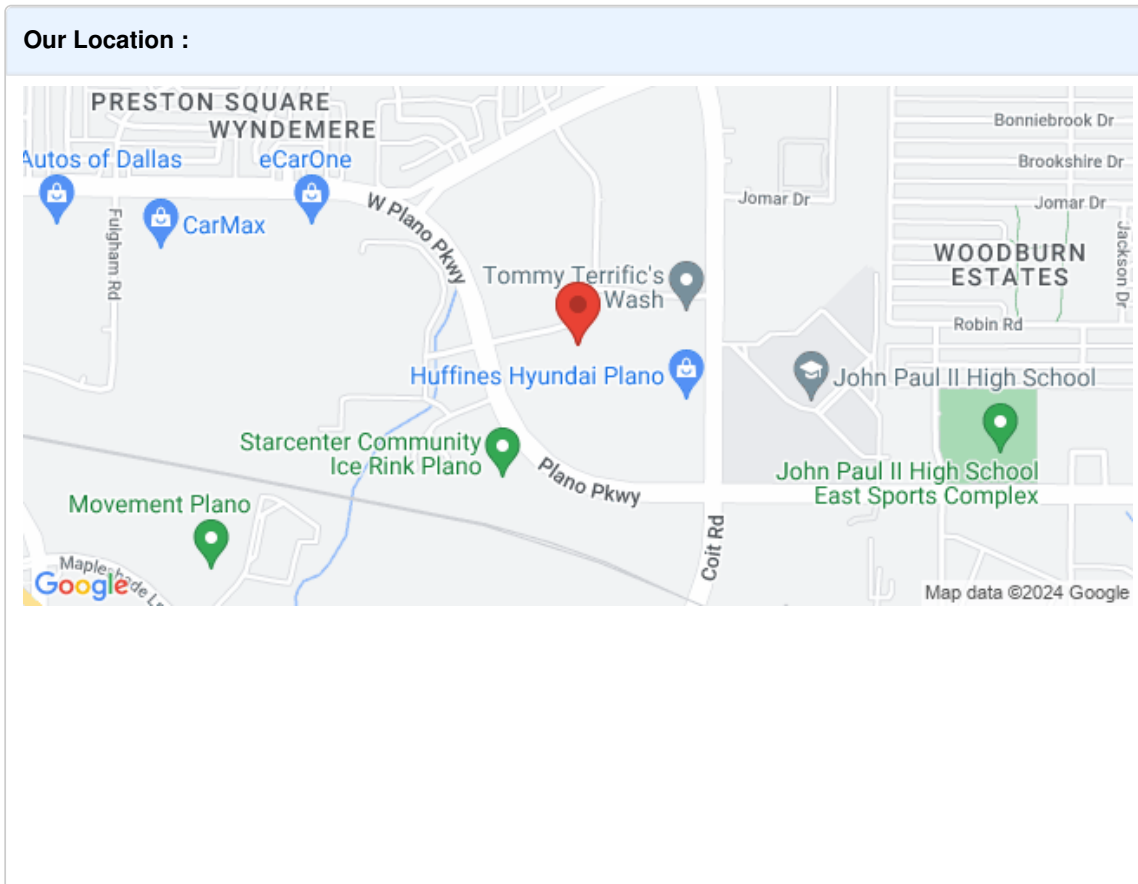 Our Location :
PRESTON SQUARE
WYNDEMERE
Autos of Dallas
eCarOne
CarMax
Fulgham Rd
W Plano Pkwy
Tommy Terrific's
Wash
Huffines Hyundai Plano
Starcenter Community
Ice Rink Plano
Plano Pkwy
Movement Plano
Coit Rd
Jomar Dr
Bonniebrook Dr
Brookshire Dr
Jomar Dr
Jackson Dr
WOODBURN
ESTATES
Robin Rd
John Paul II High School
John Paul II High School
East Sports Complex
Google
Map data ©2024 Google